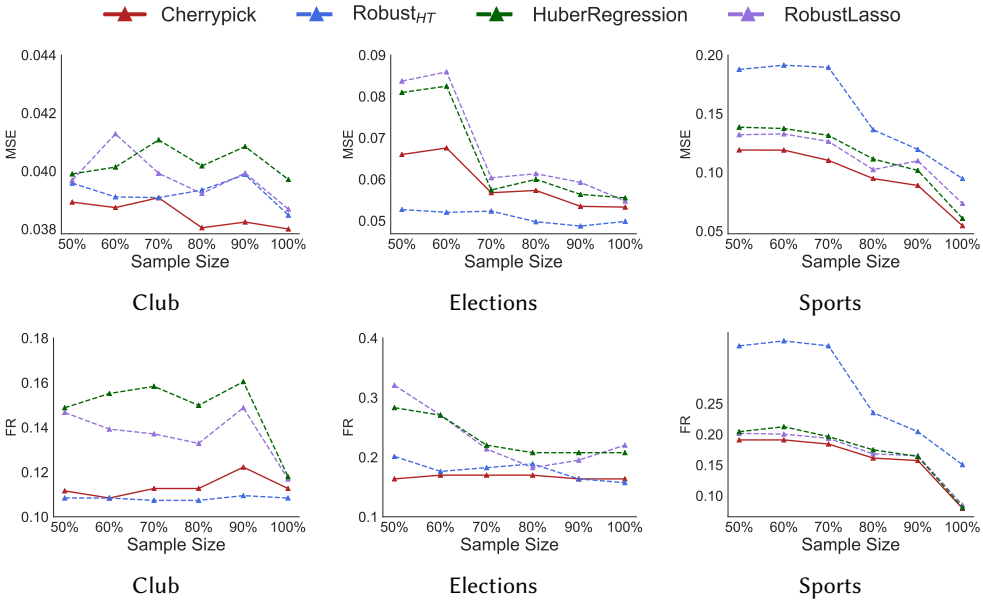 Cherrypick Robust_HT HuberRegression RobustLasso
0.044
0.042
0.040
0.038
MSE
50% 60% 70% 80% 90% 100%
Sample Size
Club
0.09
0.08
0.07
0.06
0.05
MSE
50% 60% 70% 80% 90% 100%
Sample Size
Elections
0.20
0.15
0.10
0.05
MSE
50% 60% 70% 80% 90% 100%
Sample Size
Sports
0.18
0.16
0.14
0.12
0.10
FR
50% 60% 70% 80% 90% 100%
Sample Size
Club
0.4
0.3
0.2
0.1
FR
50% 60% 70% 80% 90% 100%
Sample Size
Elections
0.25
0.20
0.15
0.10
FR
50% 60% 70% 80% 90% 100%
Sample Size
Sports